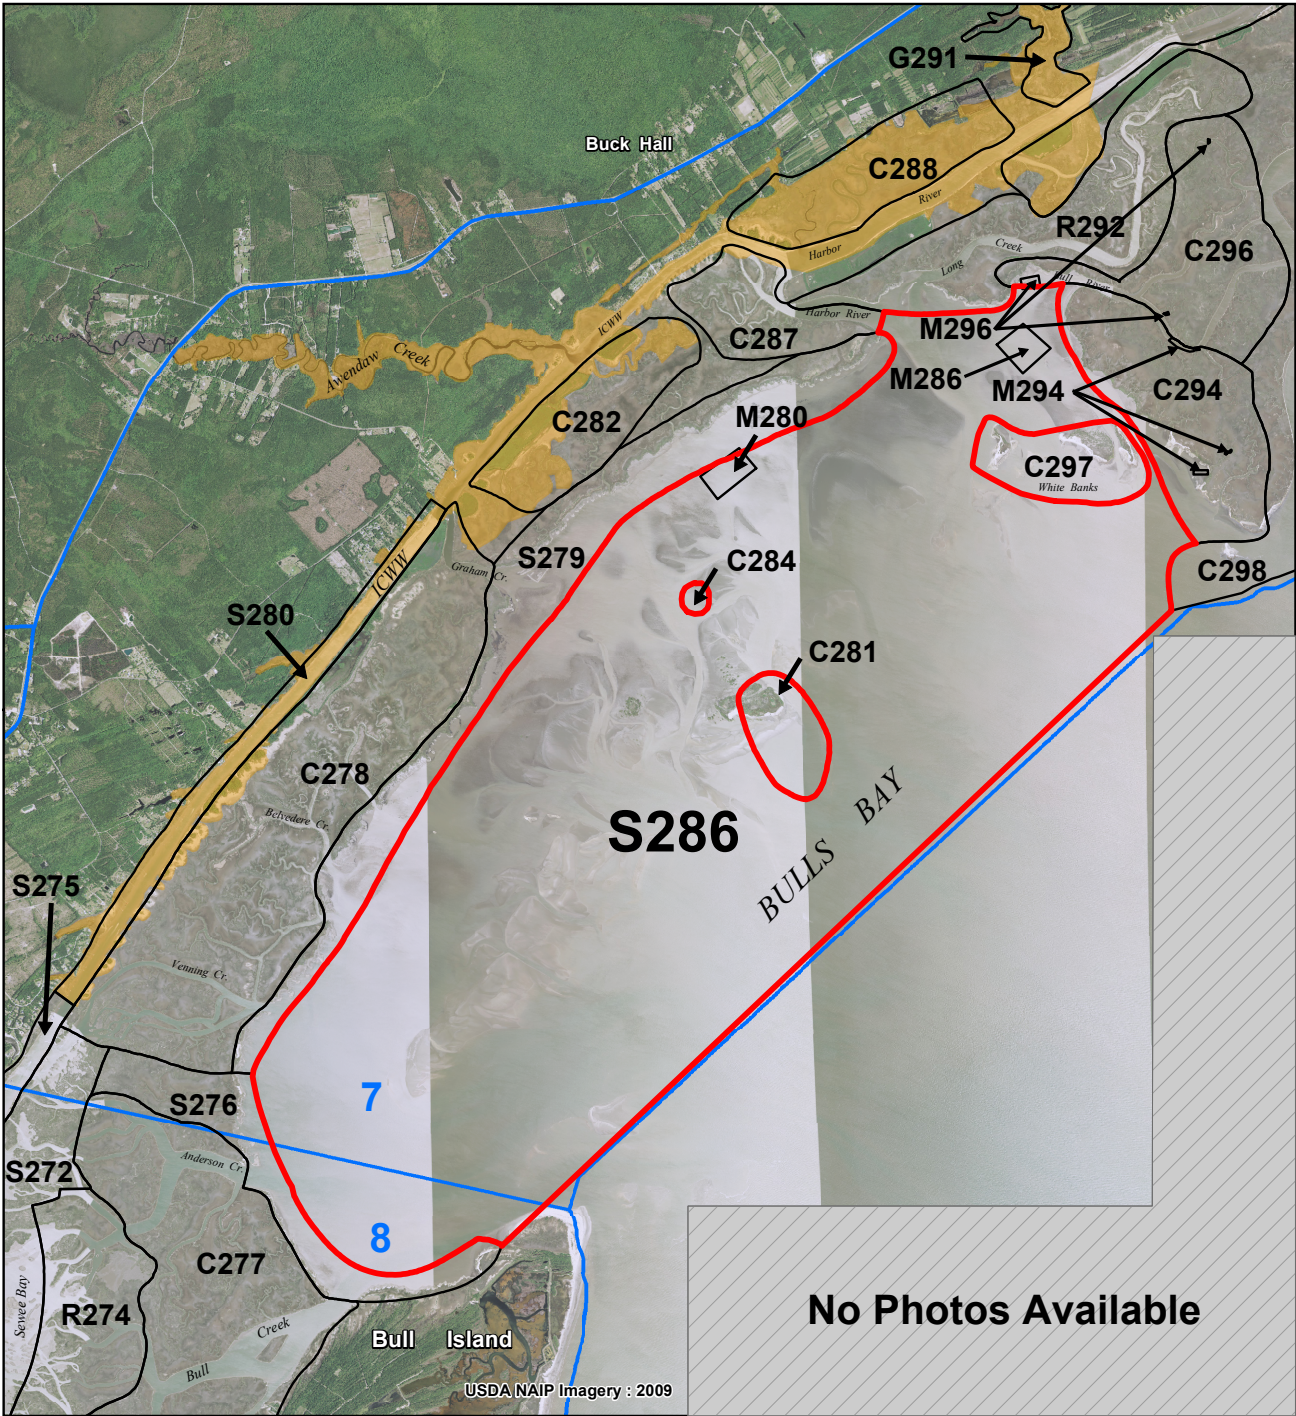 G291
Buck Hall
C288
River
R292
Harbor
Creek
Long
C296
Bull River
ICWW
Harbor River
M296
C287
Awendaw Creek
M286
M294
C294
C282
M280
C297
White Banks
S279
Graham Cr.
C284
C298
ICWW
S280
C281
C278
Belvedere Cr.
BULLS BAY
S286
S275
Venning Cr.
7
S276
Anderson Cr.
S272
8
C277
Sewee Bay
R274
Creek
Bull
Bull Island
No Photos Available
USDA NAIP Imagery : 2009